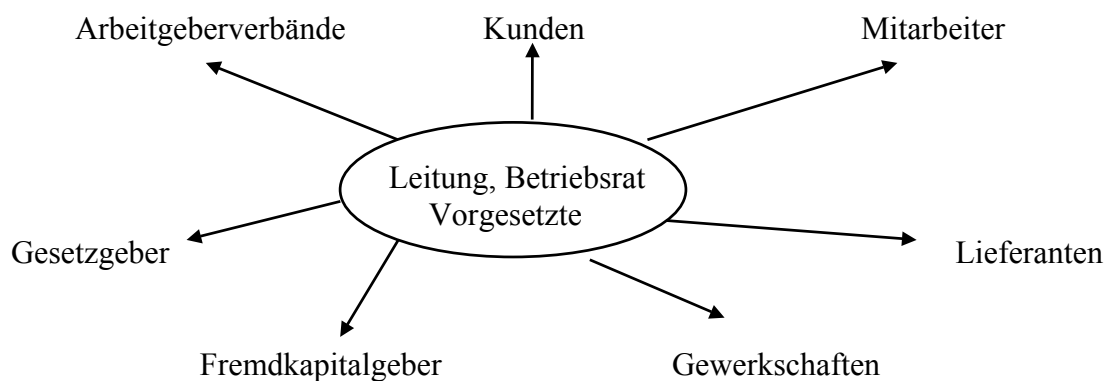 Arbeitgeberverbände Kunden Mitarbeiter
Leitung, Betriebsrat
Vorgesetzte
Gesetzgeber Lieferanten
Fremdkapitalgeber Gewerkschaften